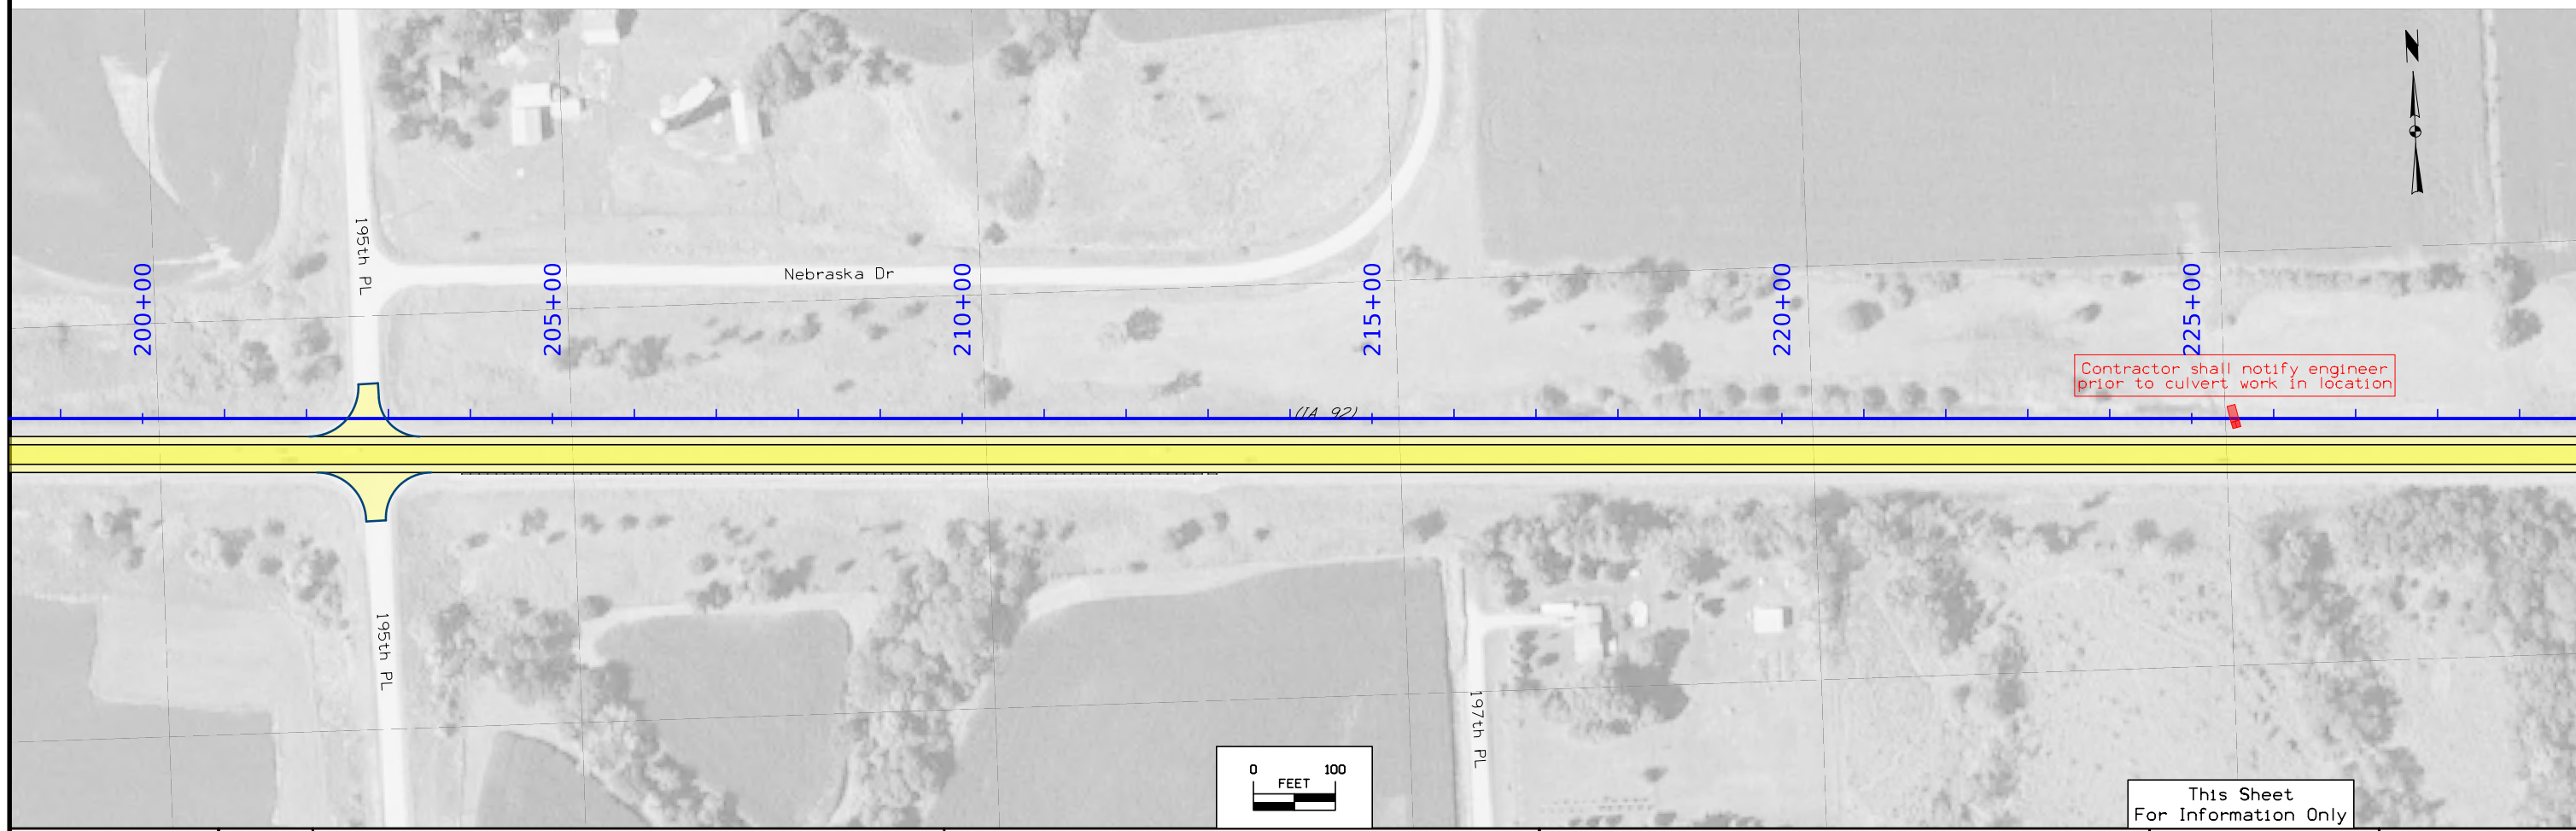 N
195th PL
Nebraska Dr
200+00
205+00
210+00
215+00
220+00
225+00
Contractor shall notify engineer
prior to culvert work in location
(IA 92)
195th PL
197th PL
0 100
FEET
This Sheet
For Information Only